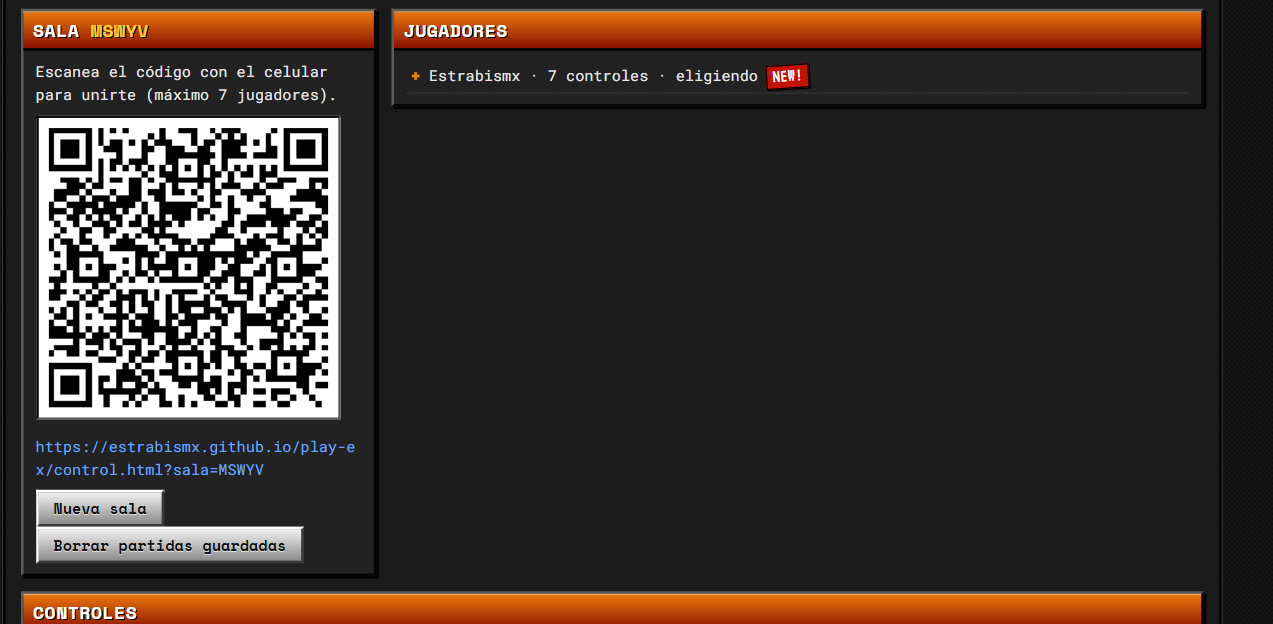 SALA MSWYV
Escanea el código con el celular
para unirte (máximo 7 jugadores).
https://estrabismx.github.io/play-e
x/control.html?sala=MSWYV
Nueva sala
Borrar partidas guardadas
JUGADORES
+ Estrabismx · 7 controles · eligiendo NEW!
CONTROLES